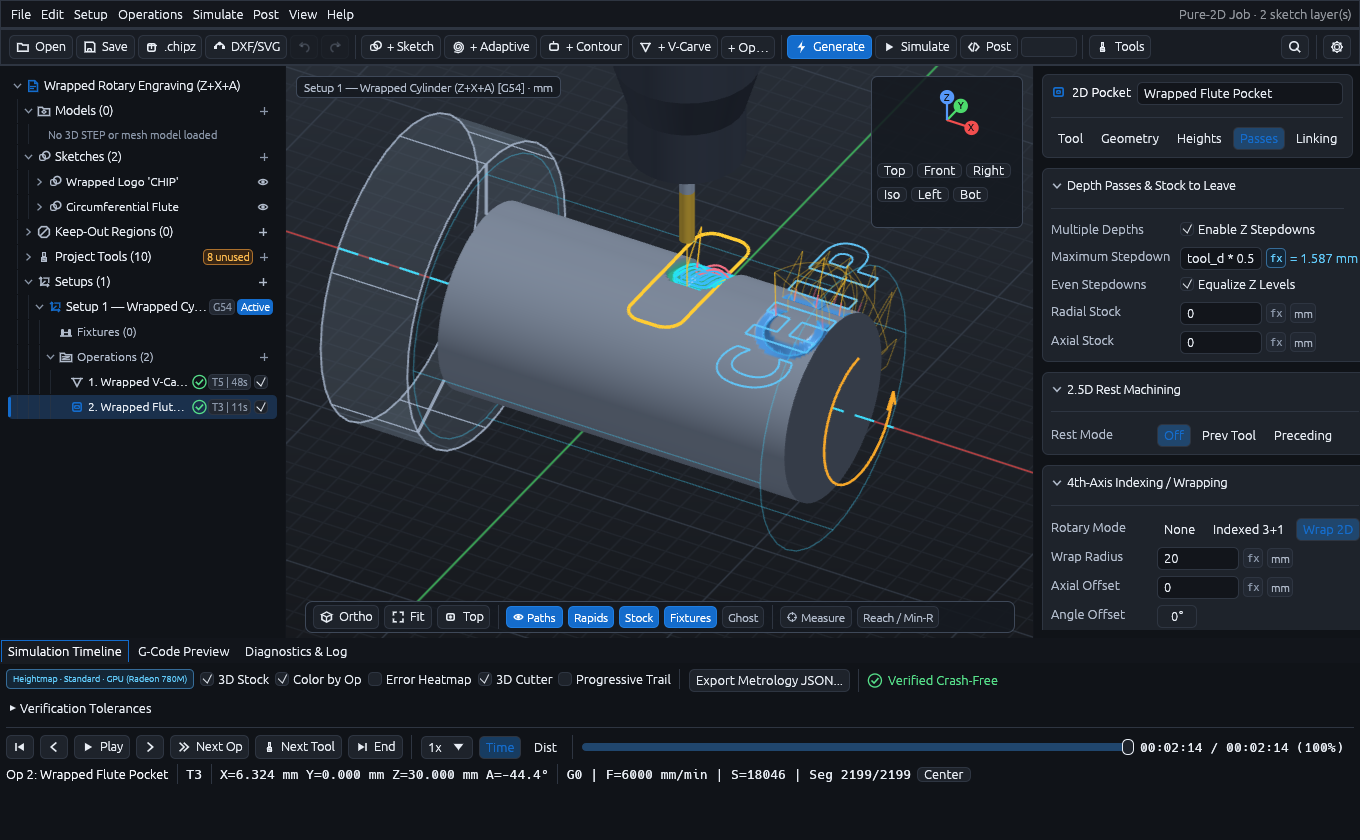 File Edit Setup Operations Simulate Post View Help
Pure-2D Job · 2 sketch layer(s)
Open Save .chipz DXF/SVG + Sketch + Adaptive + Contour + V-Carve + Op... Generate Simulate Post Tools
Wrapped Rotary Engraving (Z+X+A)
Models (0) +
No 3D STEP or mesh model loaded
Sketches (2) +
Wrapped Logo 'CHIP'
Circumferential Flute
Keep-Out Regions (0) +
Project Tools (10) 8 unused +
Setups (1) +
Setup 1 — Wrapped Cy... G54 Active
Fixtures (0)
Operations (2) +
1. Wrapped V-Ca... T5 | 48s
2. Wrapped Flut... T3 | 11s
Setup 1 — Wrapped Cylinder (Z+X+A) [G54] · mm
Z
Y
X
Top Front Right
Iso Left Bot
CHIP
Ortho Fit Top Paths Rapids Stock Fixtures Ghost Measure Reach / Min-R
2D Pocket Wrapped Flute Pocket
Tool Geometry Heights Passes Linking
Depth Passes & Stock to Leave
Multiple Depths Enable Z Stepdowns
Maximum Stepdown tool_d * 0.5 fx = 1.587 mm
Even Stepdowns Equalize Z Levels
Radial Stock 0 fx mm
Axial Stock 0 fx mm
2.5D Rest Machining
Rest Mode Off Prev Tool Preceding
4th-Axis Indexing / Wrapping
Rotary Mode None Indexed 3+1 Wrap 2D
Wrap Radius 20 fx mm
Axial Offset 0 fx mm
Angle Offset 0°
Simulation Timeline G-Code Preview Diagnostics & Log
Heightmap · Standard · GPU (Radeon 780M) 3D Stock Color by Op Error Heatmap 3D Cutter Progressive Trail Export Metrology JSON... Verified Crash-Free
Verification Tolerances
Play Next Op Next Tool End 1x Time Dist 00:02:14 / 00:02:14 (100%)
Op 2: Wrapped Flute Pocket T3 X=6.324 mm Y=0.000 mm Z=30.000 mm A=-44.4° G0 | F=6000 mm/min | S=18046 | Seg 2199/2199 Center